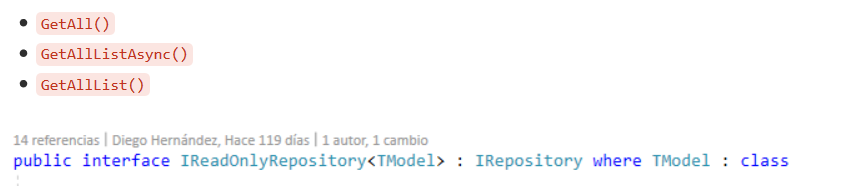 GetAll()
GetAllListAsync()
GetAllList()
14 referencias | Diego Hernández, Hace 119 días | 1 autor, 1 cambio
public interface IReadOnlyRepository<TModel> : IRepository where TModel : class